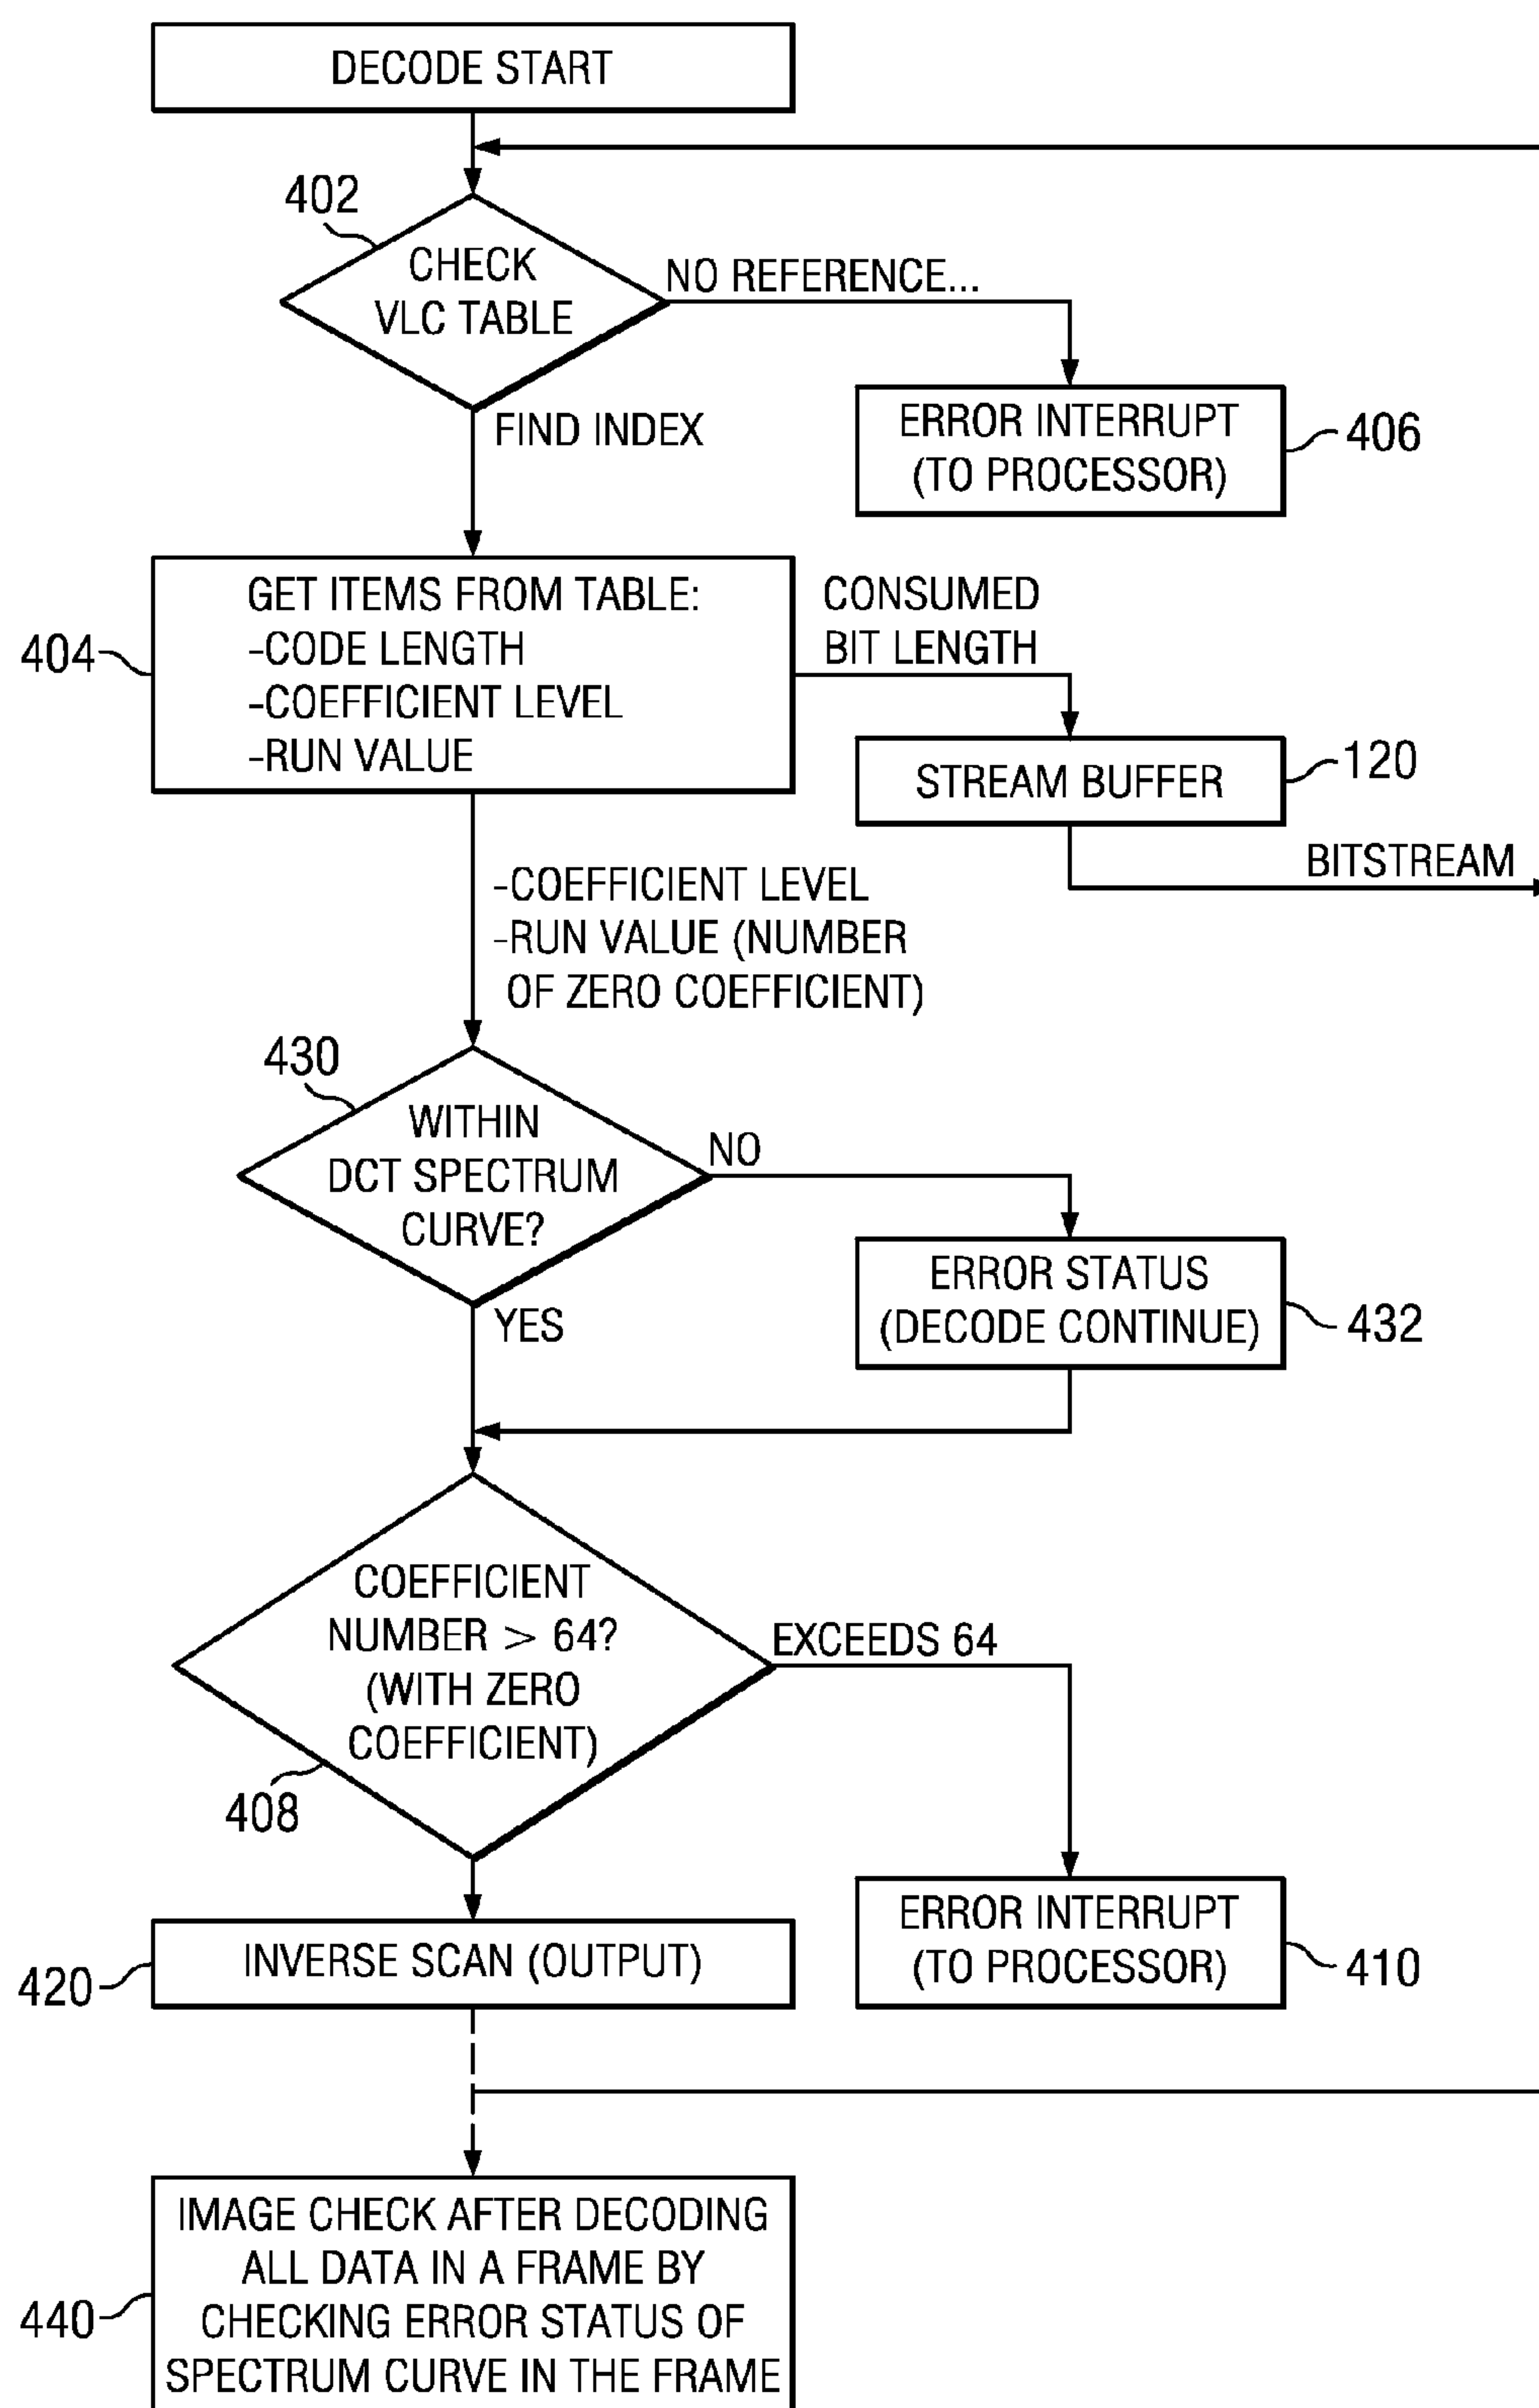 DECODE START
402
CHECK
VLC TABLE
NO REFERENCE...
FIND INDEX
ERROR INTERRUPT
(TO PROCESSOR)
406
404
GET ITEMS FROM TABLE:
-CODE LENGTH
-COEFFICIENT LEVEL
-RUN VALUE
CONSUMED
BIT LENGTH
STREAM BUFFER
120
BITSTREAM
-COEFFICIENT LEVEL
-RUN VALUE (NUMBER
OF ZERO COEFFICIENT)
430
WITHIN
DCT SPECTRUM
CURVE?
NO
YES
ERROR STATUS
(DECODE CONTINUE)
432
COEFFICIENT
NUMBER > 64?
(WITH ZERO
COEFFICIENT)
EXCEEDS 64
408
ERROR INTERRUPT
(TO PROCESSOR)
410
INVERSE SCAN (OUTPUT)
420
IMAGE CHECK AFTER DECODING
ALL DATA IN A FRAME BY
CHECKING ERROR STATUS OF
SPECTRUM CURVE IN THE FRAME
440